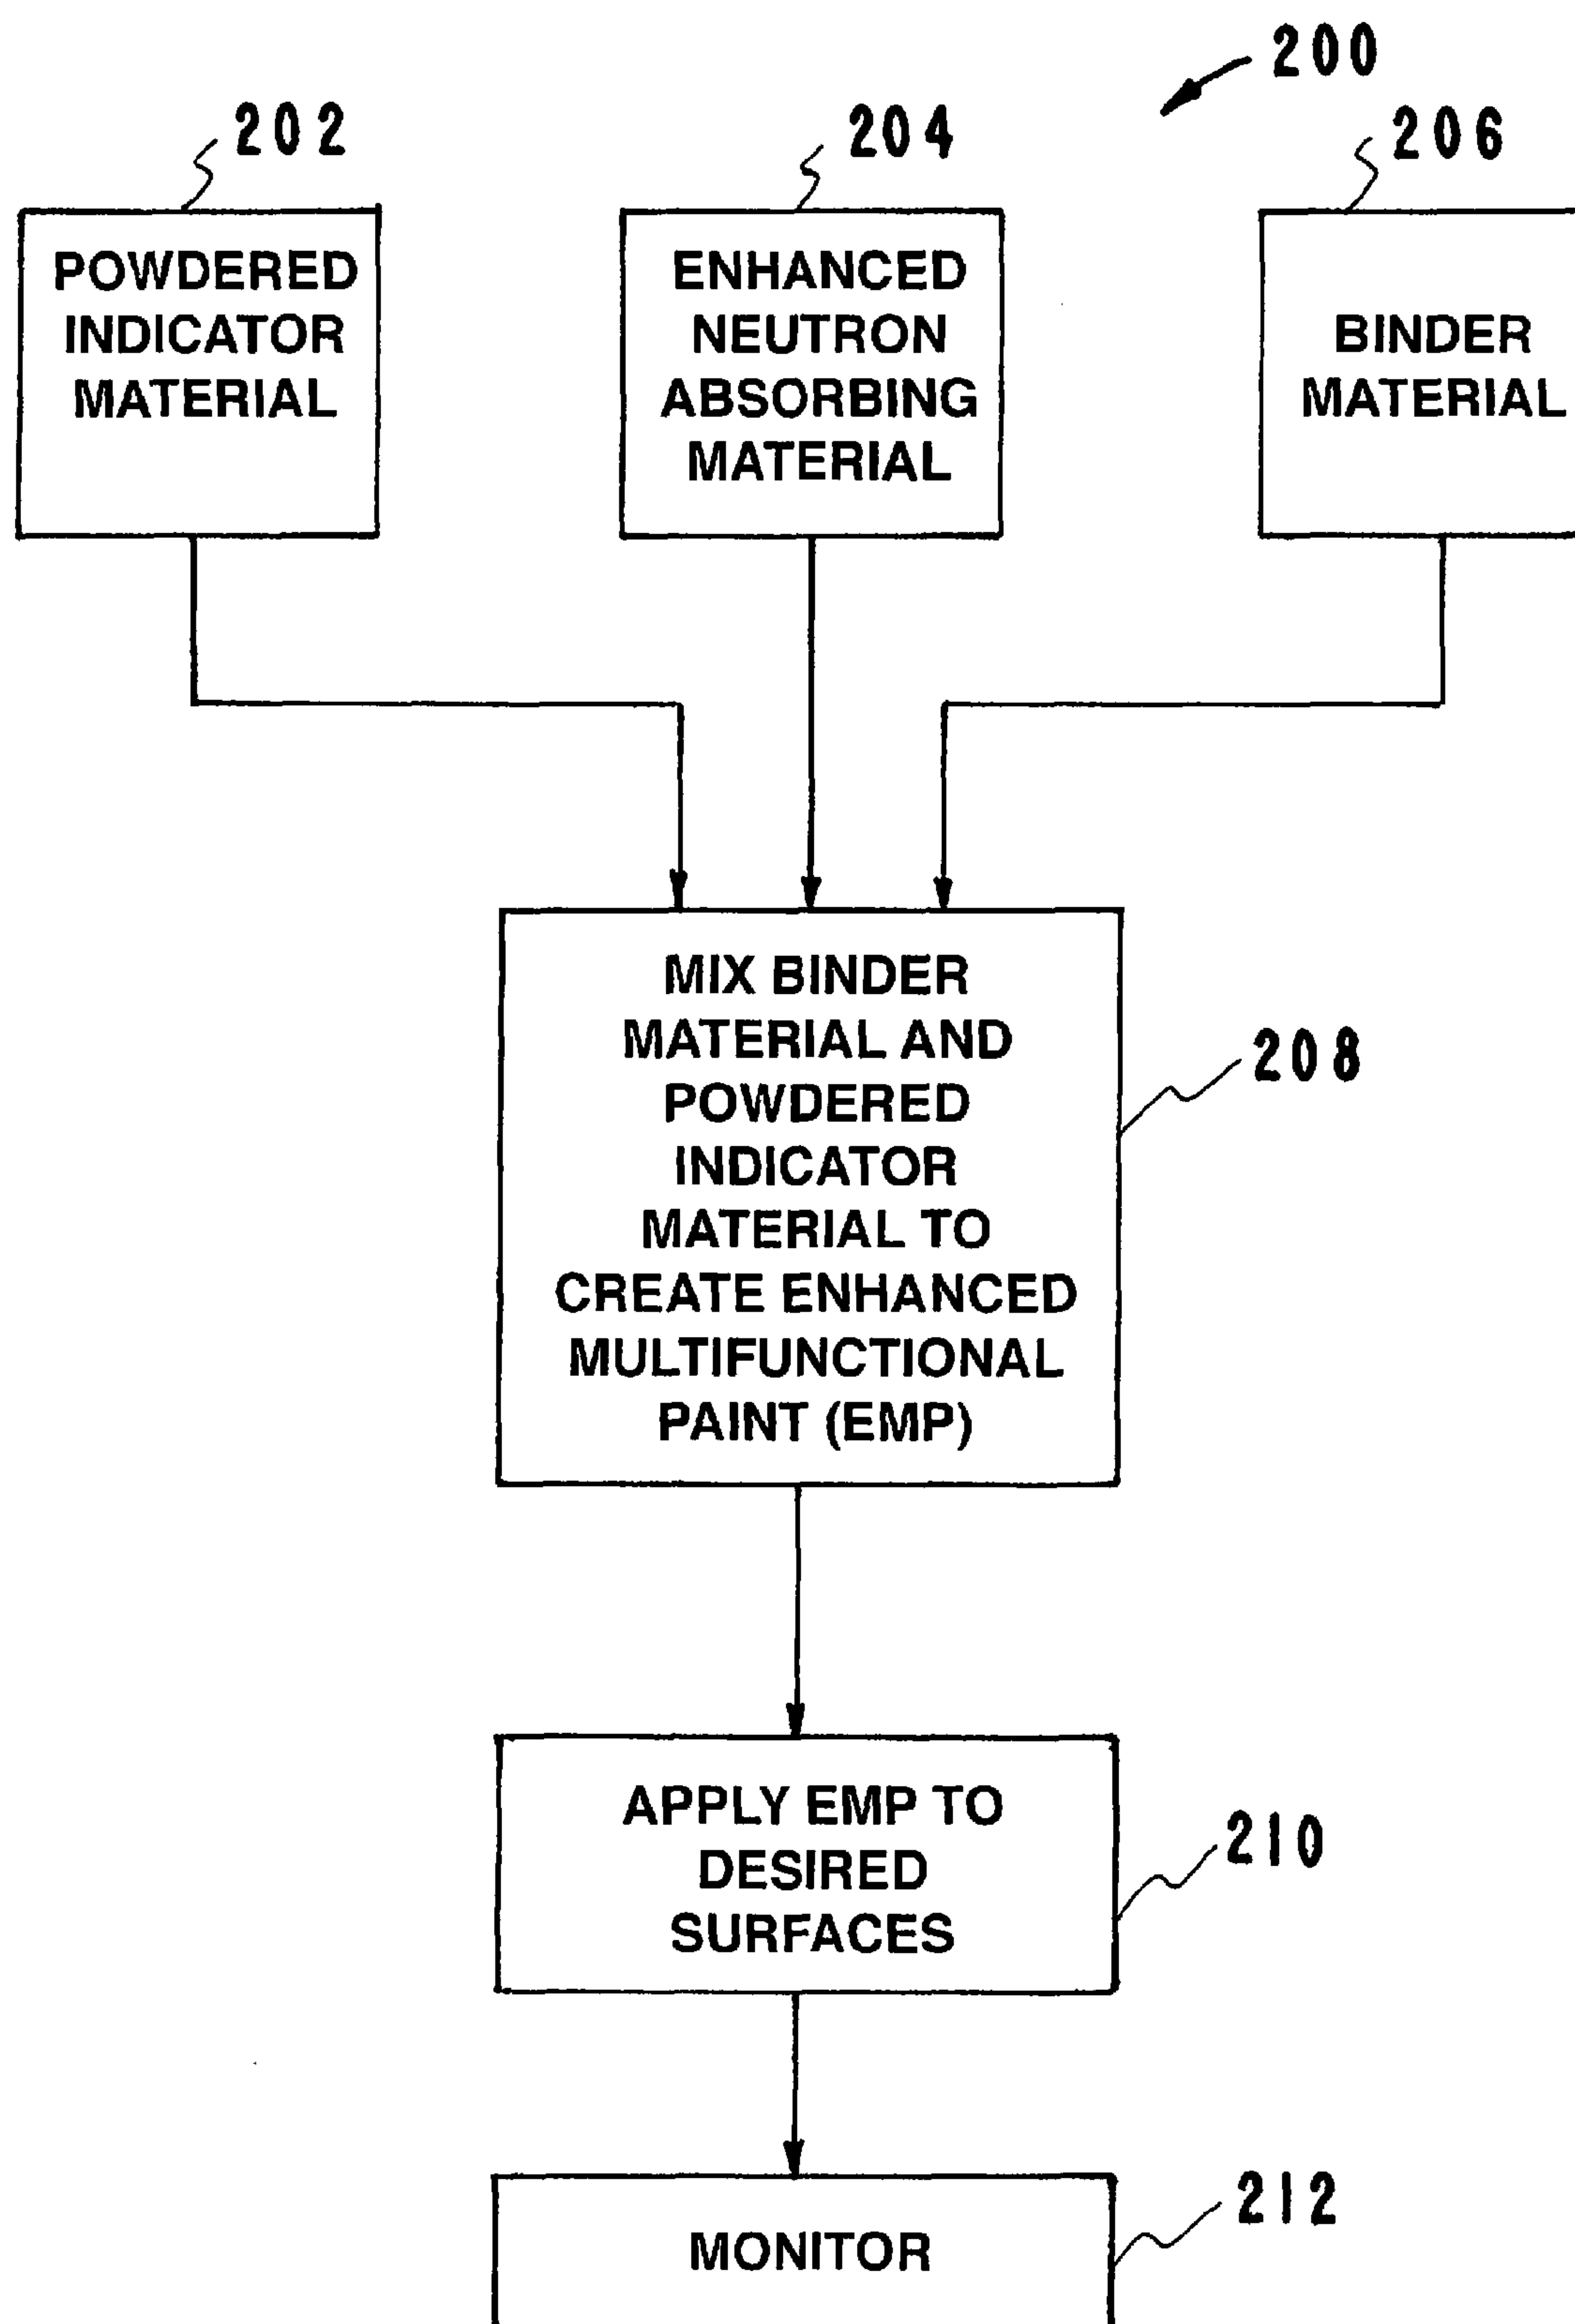 200
202
204
206
POWDERED
INDICATOR
MATERIAL
ENHANCED
NEUTRON
ABSORBING
MATERIAL
BINDER
MATERIAL
MIX BINDER
MATERIAL AND
POWDERED
INDICATOR
MATERIAL TO
CREATE ENHANCED
MULTIFUNCTIONAL
PAINT (EMP)
208
APPLY EMP TO
DESIRED
SURFACES
210
MONITOR
212